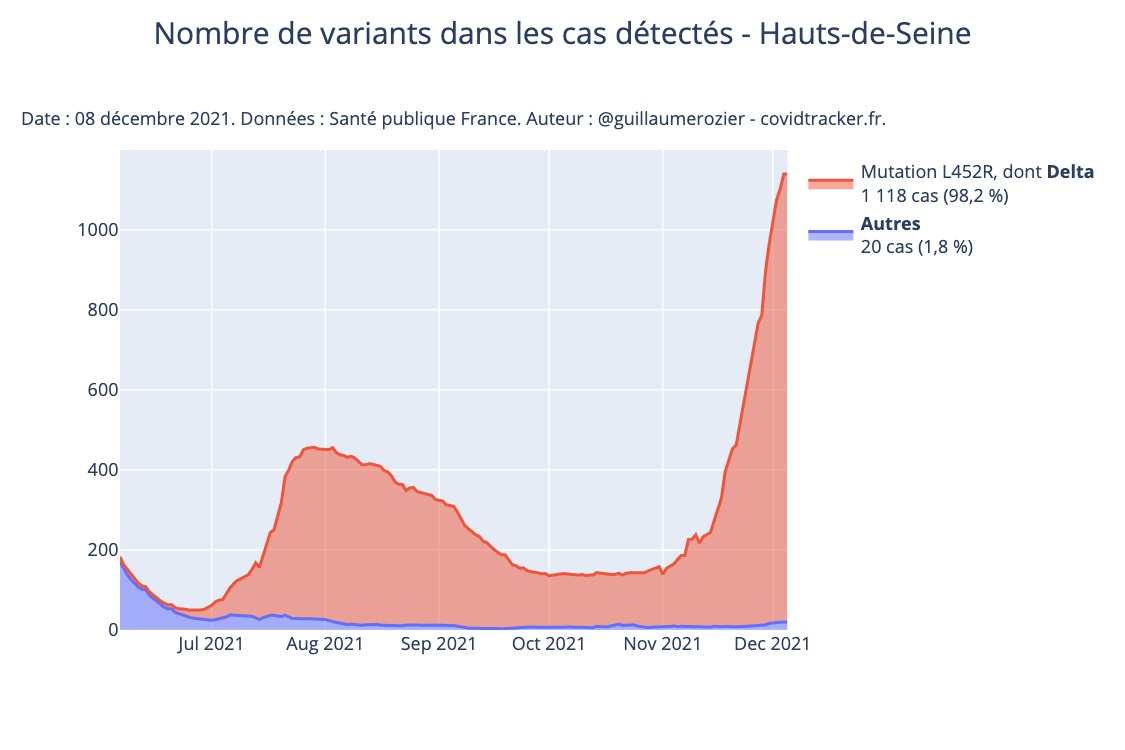 Nombre de variants dans les cas détectés - Hauts-de-Seine
Date : 08 décembre 2021. Données : Santé publique France. Auteur : @guillaumerozier - covidtracker.fr.
Mutation L452R, dont Delta
1 118 cas (98,2 %)
Autres
20 cas (1,8 %)
1000
800
600
400
200
0
Jul 2021 Aug 2021 Sep 2021 Oct 2021 Nov 2021 Dec 2021